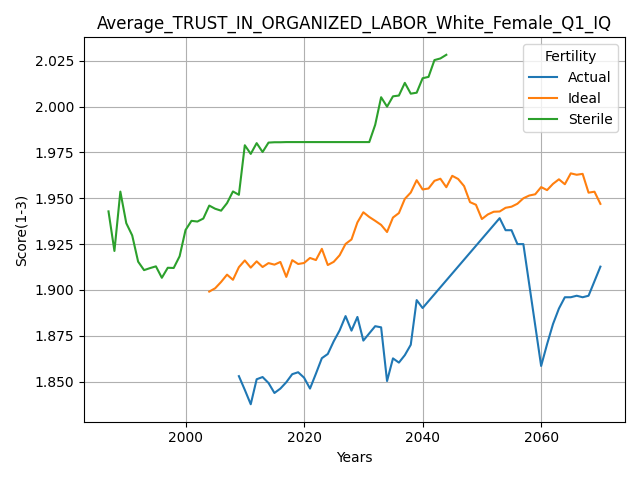 Average_TRUST_IN_ORGANIZED_LABOR_White_Female_Q1_IQ
Fertility
Actual
Ideal
Sterile
2.025
2.000
1.975
1.950
1.925
1.900
1.875
1.850
Score(1-3)
2000
2020
2040
2060
Years